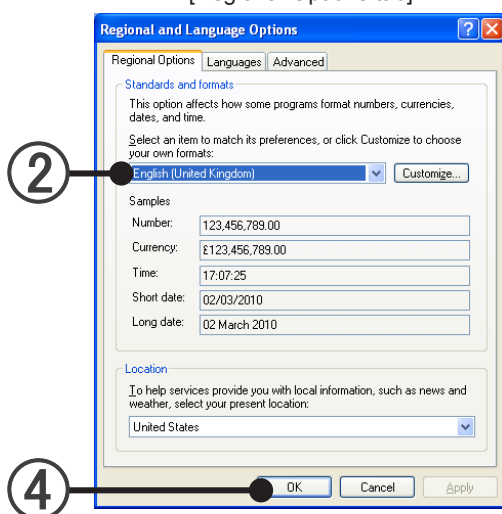 Regional and Language Options
Regional Options Languages Advanced
Standards and formats
This option affects how some programs format numbers, currencies,
dates, and time.
Select an item to match its preferences, or click Customize to choose
your own formats:
② English (United Kingdom) Customize...
Samples
Number: 123,456,789.00
Currency: £123,456,789.00
Time: 17:07:25
Short date: 02/03/2010
Long date: 02 March 2010
Location
To help services provide you with local information, such as news and
weather, select your present location:
United States
④ OK Cancel Apply